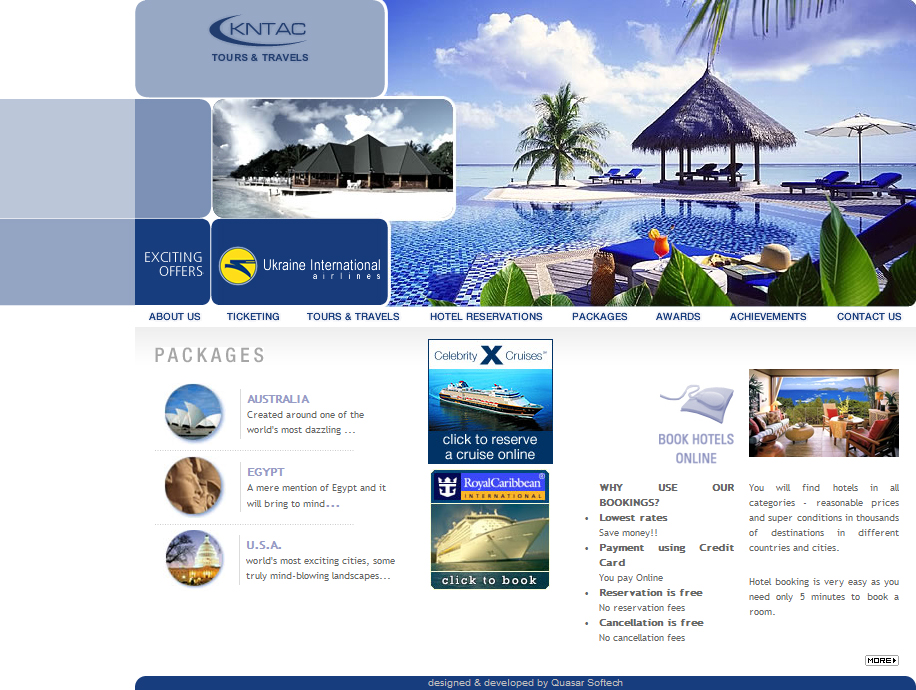 KNTAC
TOURS & TRAVELS
EXCITING
OFFERS
Ukraine International
airlines
ABOUT US
TICKETING
TOURS & TRAVELS
HOTEL RESERVATIONS
PACKAGES
AWARDS
ACHIEVEMENTS
CONTACT US
PACKAGES
AUSTRALIA
Created around one of the
world's most dazzling ...
EGYPT
A mere mention of Egypt and it
will bring to mind...
U.S.A.
world's most exciting cities, some
truly mind-blowing landscapes...
Celebrity X Cruises™
click to reserve
a cruise online
RoyalCaribbean®
INTERNATIONAL
click to book
BOOK HOTELS
ONLINE
WHY USE OUR
BOOKINGS?
• Lowest rates
Save money!!
• Payment using Credit
Card
You pay Online
• Reservation is free
No reservation fees
• Cancellation is free
No cancellation fees
You will find hotels in all
categories - reasonable prices
and super conditions in thousands
of destinations in different
countries and cities.
Hotel booking is very easy as you
need only 5 minutes to book a
room.
MORE
designed & developed by Quasar Softech